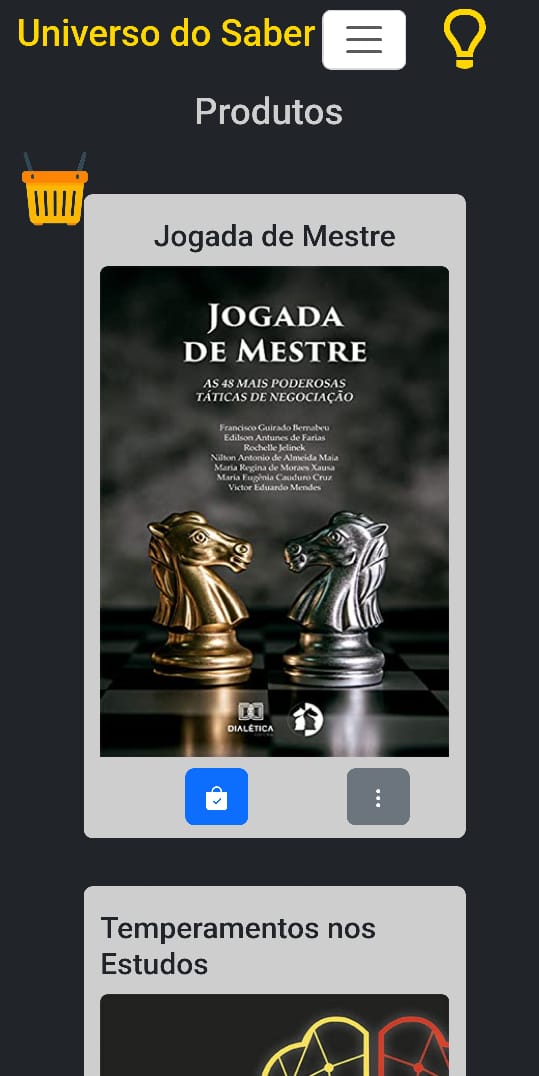 Universo do Saber
Produtos
Jogada de Mestre
JOGADA
DE MESTRE
AS 48 MAIS PODEROSAS
TÁTICAS DE NEGOCIAÇÃO
Francisco Guirado Bernabeu
Edilson Antunes de Farias
Rochelle Jelinek
Nilton Antonio de Almeida Maia
Maria Regina de Moraes Xausa
Maria Eugênia Cauduro Cruz
Victor Eduardo Mendes
DIALÉTICA
EDITORA
Temperamentos nos
Estudos